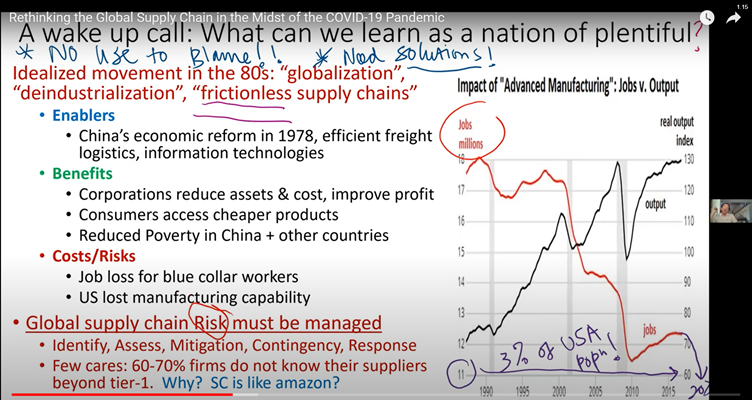 Rethinking the Global Supply Chain in the Midst of the COVID-19 Pandemic
1:15
A wake up call: What can we learn as a nation of plentiful?
* No use to Blame!! * Need solutions!
Idealized movement in the 80s: “globalization”,
“deindustrialization”, “frictionless supply chains”
• Enablers
• China’s economic reform in 1978, efficient freight
logistics, information technologies
• Benefits
• Corporations reduce assets & cost, improve profit
• Consumers access cheaper products
• Reduced Poverty in China + other countries
• Costs/Risks
• Job loss for blue collar workers
• US lost manufacturing capability
• Global supply chain Risk must be managed
• Identify, Assess, Mitigation, Contingency, Response
• Few cares: 60-70% firms do not know their suppliers
beyond tier-1. Why? SC is like amazon?
Impact of "Advanced Manufacturing": Jobs v. Output
Jobs
millions
real output
index
18
17
16
15
14
13
12
11
130
120
110
100
90
80
70
60
output
jobs
3% of USA
popn!
1990 1995 2000 2005 2010 2015